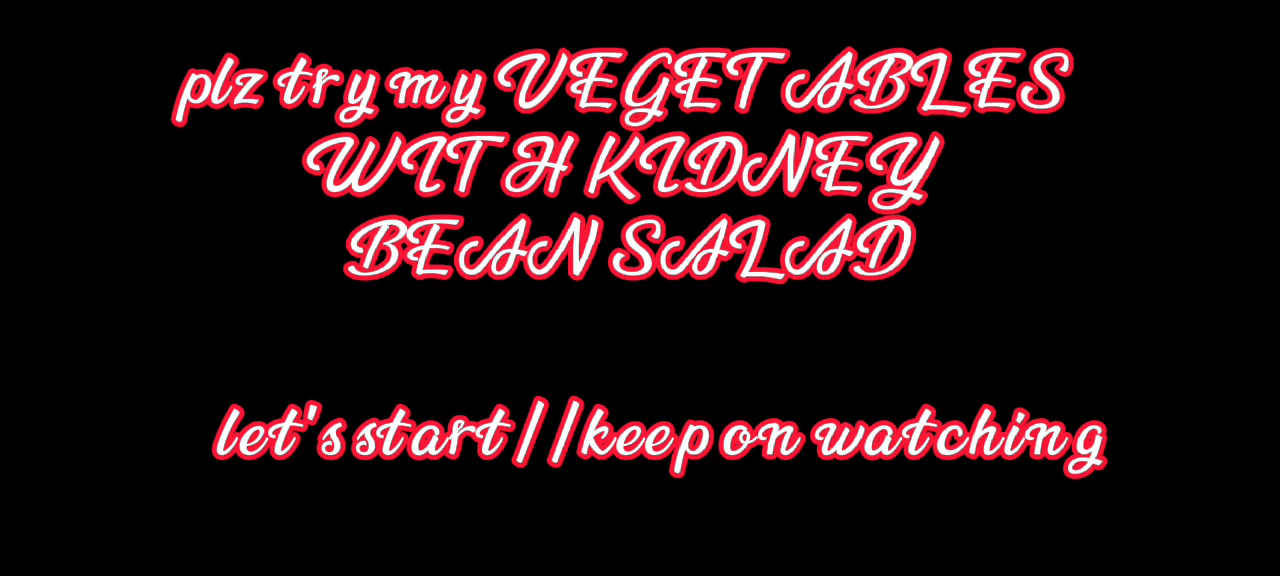 plz try my VEGETABLES
WITH KIDNEY
BEAN SALAD
let's start//keep on watching